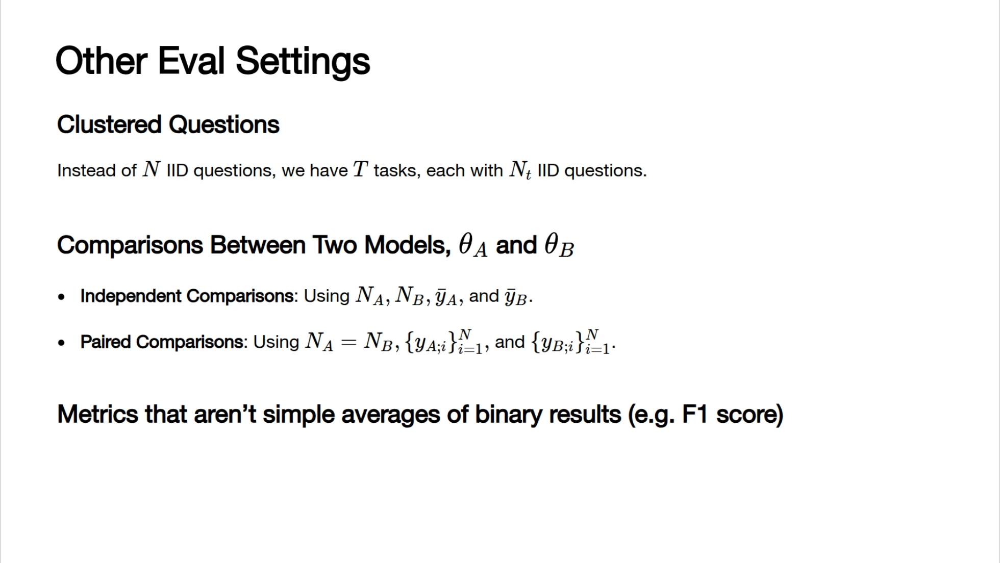 Other Eval Settings
Clustered Questions
Instead of $N$ IID questions, we have $T$ tasks, each with $N_t$ IID questions.
Comparisons Between Two Models, $\theta_A$ and $\theta_B$
• Independent Comparisons: Using $N_A, N_B, \bar{y}_A$, and $\bar{y}_B$.
• Paired Comparisons: Using $N_A = N_B, \{y_{A;i}\}_{i=1}^N$, and $\{y_{B;i}\}_{i=1}^N$.
Metrics that aren’t simple averages of binary results (e.g. F1 score)